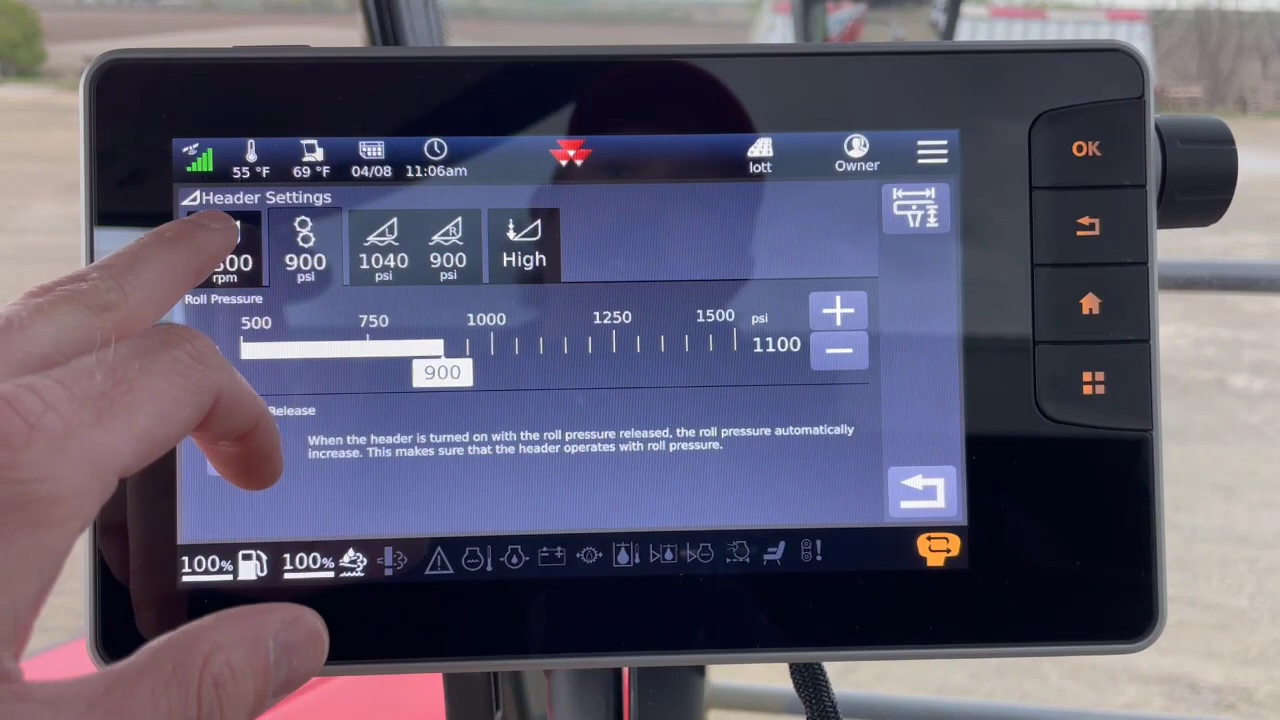 55 °F 69 °F 04/08 11:06am lott Owner
Header Settings
L R
rpm 900 psi 1040 psi 900 psi High
Roll Pressure
500 750 1000 1250 1500 psi
1100
900
Release
When the header is turned on with the roll pressure released, the roll pressure automatically
increase. This makes sure that the header operates with roll pressure.
100% 100%
OK